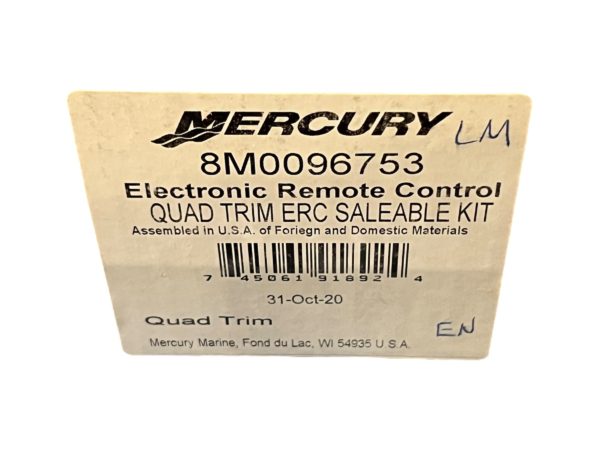 MERCURY LM
8M0096753
Electronic Remote Control
QUAD TRIM ERC SALEABLE KIT
Assembled in U.S.A. of Foriegn and Domestic Materials
7 45061 91892 4
31-Oct-20
Quad Trim EN
Mercury Marine, Fond du Lac, WI 54935 U.S.A.